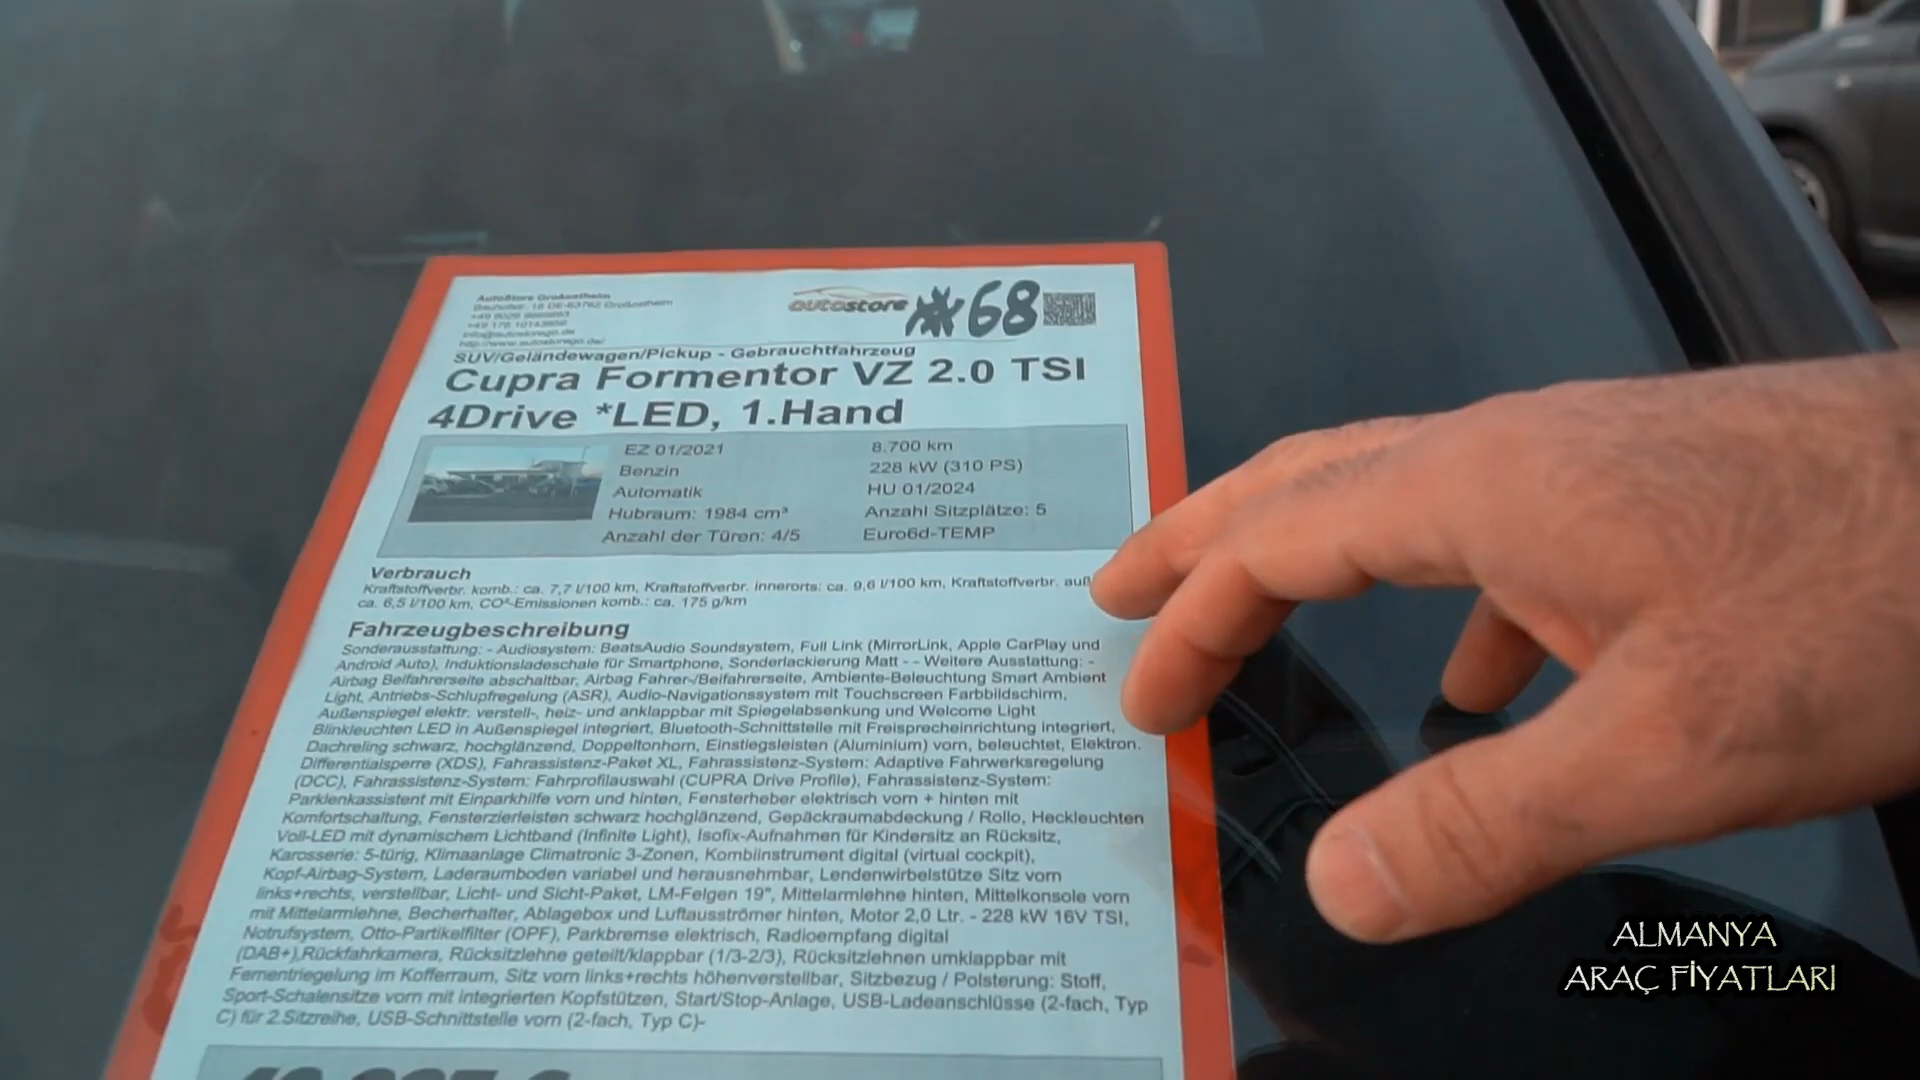 AutoStore Großostheim
autostore
#68
SUV/Geländewagen/Pickup - Gebrauchtfahrzeug
Cupra Formentor VZ 2.0 TSI
4Drive *LED, 1.Hand
EZ 01/2021 8.700 km
Benzin 228 kW (310 PS)
Automatik HU 01/2024
Hubraum: 1984 cm³ Anzahl Sitzplätze: 5
Anzahl der Türen: 4/5 Euro6d-TEMP
Verbrauch
Kraftstoffverbr. komb.: ca. 7,7 l/100 km, Kraftstoffverbr. innerorts: ca. 9,6 l/100 km, Kraftstoffverbr. auß
ca. 6,5 l/100 km, CO²-Emissionen komb.: ca. 175 g/km
Fahrzeugbeschreibung
Sonderausstattung: - Audiosystem: BeatsAudio Soundsystem, Full Link (MirrorLink, Apple CarPlay und
Android Auto), Induktionsladeschale für Smartphone, Sonderlackierung Matt - - Weitere Ausstattung: -
Airbag Beifahrerseite abschaltbar, Airbag Fahrer-/Beifahrerseite, Ambiente-Beleuchtung Smart Ambient
Light, Antriebs-Schlupfregelung (ASR), Audio-Navigationssystem mit Touchscreen Farbbildschirm,
Außenspiegel elektr. verstell-, heiz- und anklappbar mit Spiegelabsenkung und Welcome Light
Blinkleuchten LED in Außenspiegel integriert, Bluetooth-Schnittstelle mit Freisprecheinrichtung integriert,
Dachreling schwarz, hochglänzend, Doppeltonhorn, Einstiegsleisten (Aluminium) vorn, beleuchtet, Elektron.
Differentialsperre (XDS), Fahrassistenz-Paket XL, Fahrassistenz-System: Adaptive Fahrwerksregelung
(DCC), Fahrassistenz-System: Fahrprofilauswahl (CUPRA Drive Profile), Fahrassistenz-System:
Parklenkassistent mit Einparkhilfe vorn und hinten, Fensterheber elektrisch vorn + hinten mit
Komfortschaltung, Fensterzierleisten schwarz hochglänzend, Gepäckraumabdeckung / Rollo, Heckleuchten
Voll-LED mit dynamischem Lichtband (Infinite Light), Isofix-Aufnahmen für Kindersitz an Rücksitz,
Karosserie: 5-türig, Klimaanlage Climatronic 3-Zonen, Kombiinstrument digital (virtual cockpit),
Kopf-Airbag-System, Laderaumboden variabel und herausnehmbar, Lendenwirbelstütze Sitz vorn
links+rechts, verstellbar, Licht- und Sicht-Paket, LM-Felgen 19", Mittelarmlehne hinten, Mittelkonsole vorn
mit Mittelarmlehne, Becherhalter, Ablagebox und Luftausströmer hinten, Motor 2,0 Ltr. - 228 kW 16V TSI,
Notrufsystem, Otto-Partikelfilter (OPF), Parkbremse elektrisch, Radioempfang digital
(DAB+),Rückfahrkamera, Rücksitzlehne geteilt/klappbar (1/3-2/3), Rücksitzlehnen umklappbar mit
Fernentriegelung im Kofferraum, Sitz vorn links+rechts höhenverstellbar, Sitzbezug / Polsterung: Stoff,
Sport-Schalensitze vorn mit integrierten Kopfstützen, Start/Stop-Anlage, USB-Ladeanschlüsse (2-fach, Typ
C) für 2.Sitzreihe, USB-Schnittstelle vorn (2-fach, Typ C)-
ALMANYA
ARAÇ FİYATLARI